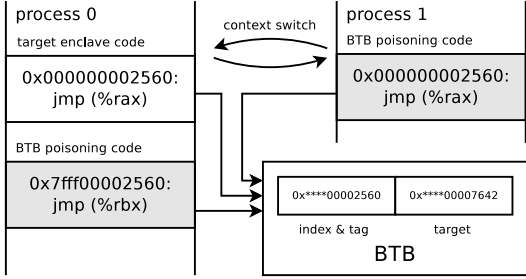 process 0
target enclave code
0x000000002560:
jmp (%rax)
BTB poisoning code
0x7fff00002560:
jmp (%rbx)
context switch
process 1
BTB poisoning code
0x000000002560:
jmp (%rax)
0x****00002560
0x****00007642
index & tag
target
BTB